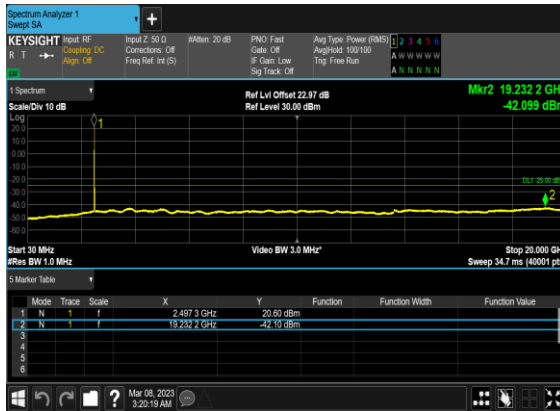 Spectrum Analyzer 1
Swept SA
KEYSIGHT
R T
Input: RF
Coupling: DC
Align: Off
Input Z: 50 Ω
Corrections: Off
Freq Ref: Int (S)
#Atten: 20 dB
PNO: Fast
Gate: Off
IF Gain: Low
Sig Track: Off
Avg Type: Power (RMS)
Avg|Hold: 100/100
Trig: Free Run
1 2 3 4 5 6
A W W W W W
A N N N N N
1 Spectrum
Scale/Div 10 dB
Ref Lvl Offset 22.97 dB
Ref Level 30.00 dBm
Mkr2 19.232 2 GH
-42.099 dBr
Log
20.0
10.0
0.00
-10.0
-20.0
-30.0
-40.0
-50.0
-60.0
1
DL1 -25.00 dB
2
Start 30 MHz
#Res BW 1.0 MHz
Video BW 3.0 MHz*
Stop 20.000 GH
Sweep 34.7 ms (40001 pt
5 Marker Table
Mode Trace Scale X Y Function Function Width Function Value
1 N 1 f 2.497 3 GHz 20.60 dBm
2 N 1 f 19.232 2 GHz -42.10 dBm
3
4
5
6
?
Mar 08, 2023
3:20:19 AM